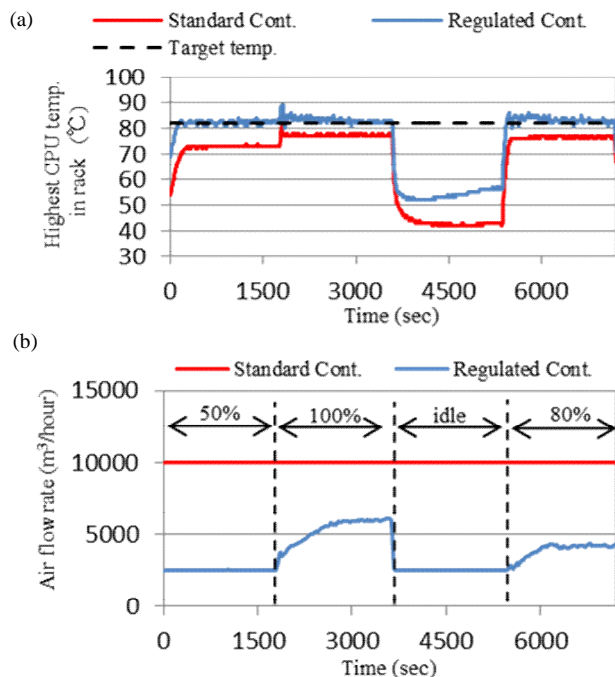 (a)
Standard Cont.
Regulated Cont.
Target temp.
Highest CPU temp.
in rack (℃)
100
90
80
70
60
50
40
30
0
1500
3000
4500
6000
Time (sec)
(b)
Standard Cont.
Regulated Cont.
Air flow rate (m³/hour)
15000
10000
5000
0
50%
100%
idle
80%
0
1500
3000
4500
6000
Time (sec)